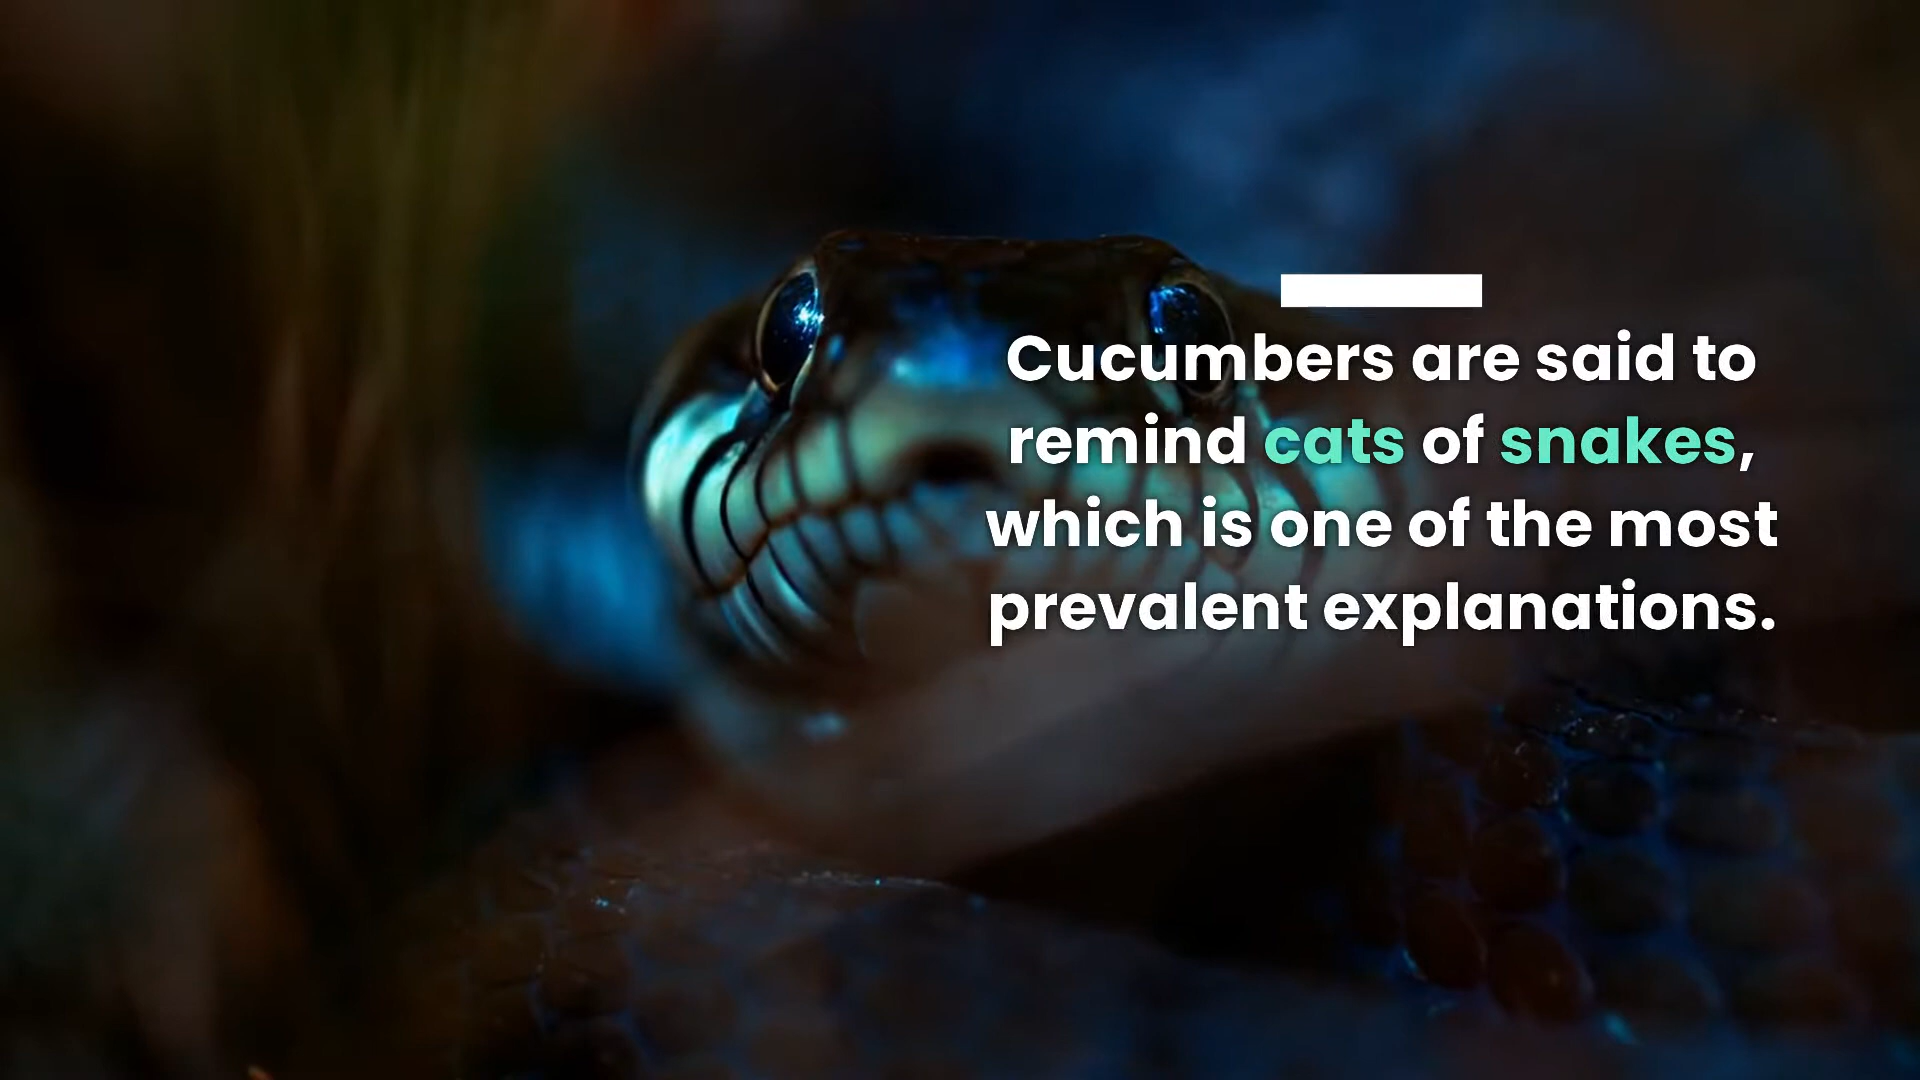 Cucumbers are said to
remind cats of snakes,
which is one of the most
prevalent explanations.